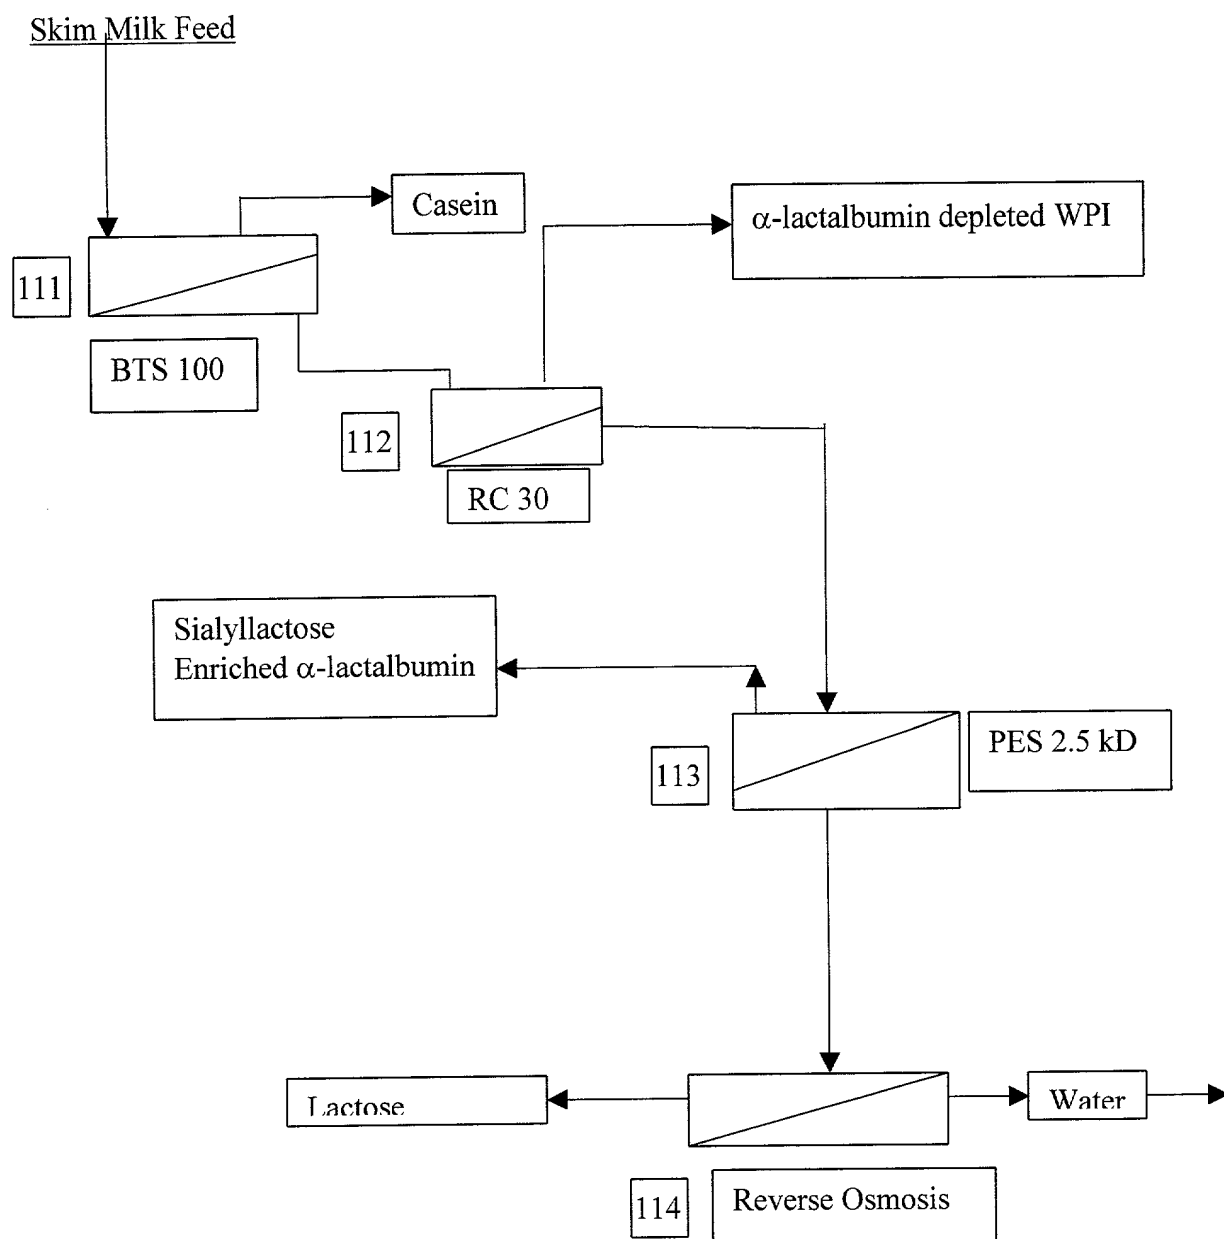 Skim Milk Feed
Casein
α-lactalbumin depleted WPI
111
BTS 100
112
RC 30
Sialyllactose
Enriched α-lactalbumin
113
PES 2.5 kD
Lactose
Water
114
Reverse Osmosis